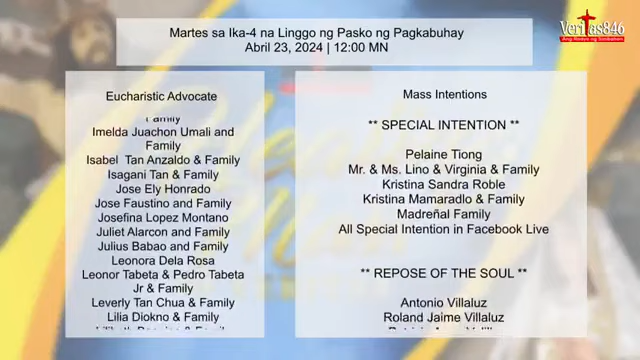 Martes sa Ika-4 na Linggo ng Pasko ng Pagkabuhay
Abril 23, 2024 | 12:00 MN
Veritas846
Ang Radyo ng Simbahan
Eucharistic Advocate
Family
Imelda Juachon Umali and
Family
Isabel Tan Anzaldo & Family
Isagani Tan & Family
Jose Ely Honrado
Jose Faustino and Family
Josefina Lopez Montano
Juliet Alarcon and Family
Julius Babao and Family
Leonora Dela Rosa
Leonor Tabeta & Pedro Tabeta
Jr & Family
Leverly Tan Chua & Family
Lilia Diokno & Family
Mass Intentions
** SPECIAL INTENTION **
Pelaine Tiong
Mr. & Ms. Lino & Virginia & Family
Kristina Sandra Roble
Kristina Mamaradlo & Family
Madreñal Family
All Special Intention in Facebook Live
** REPOSE OF THE SOUL **
Antonio Villaluz
Roland Jaime Villaluz